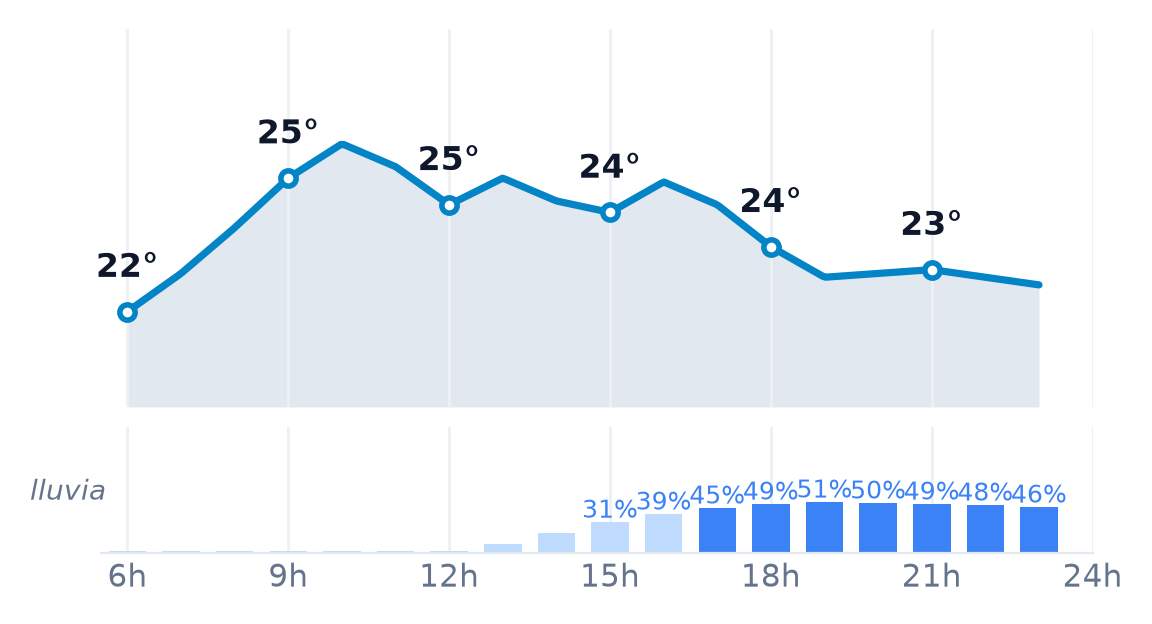 22° 25° 25° 24° 24° 23°
lluvia
31% 39% 45% 49% 51% 50% 49% 48% 46%
6h 9h 12h 15h 18h 21h 24h